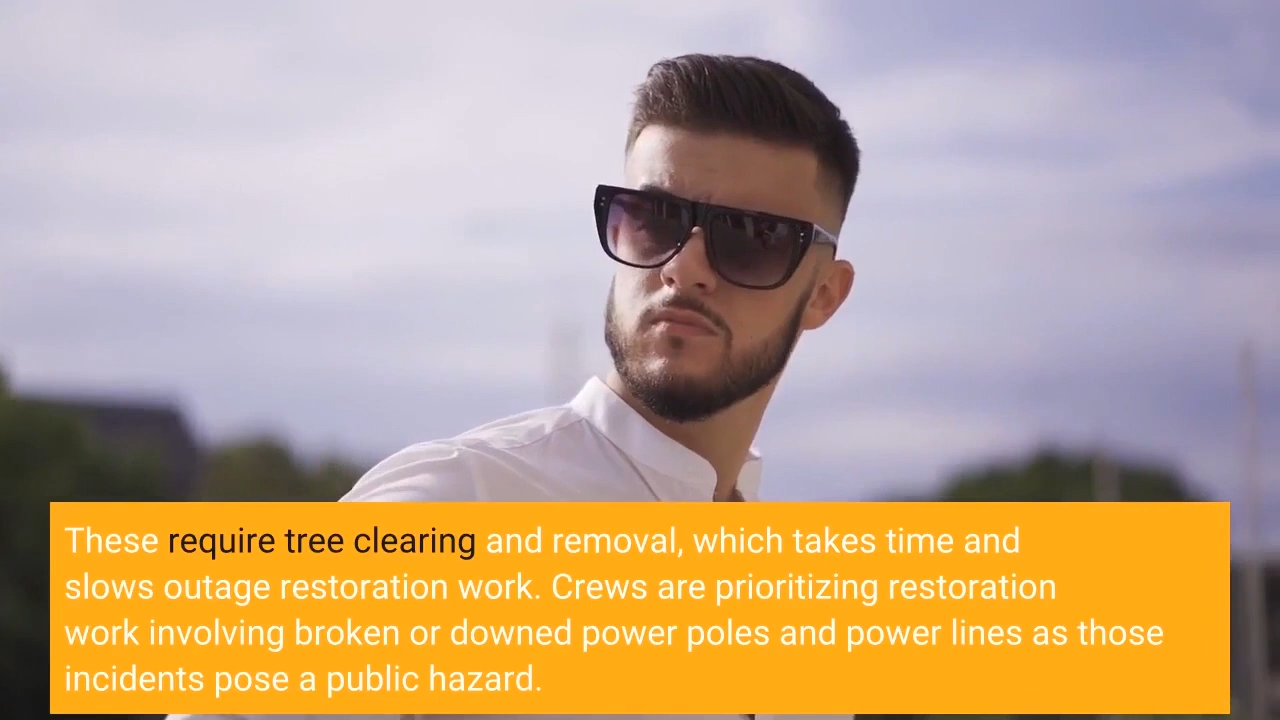 These require tree clearing and removal, which takes time and
slows outage restoration work. Crews are prioritizing restoration
work involving broken or downed power poles and power lines as those
incidents pose a public hazard.